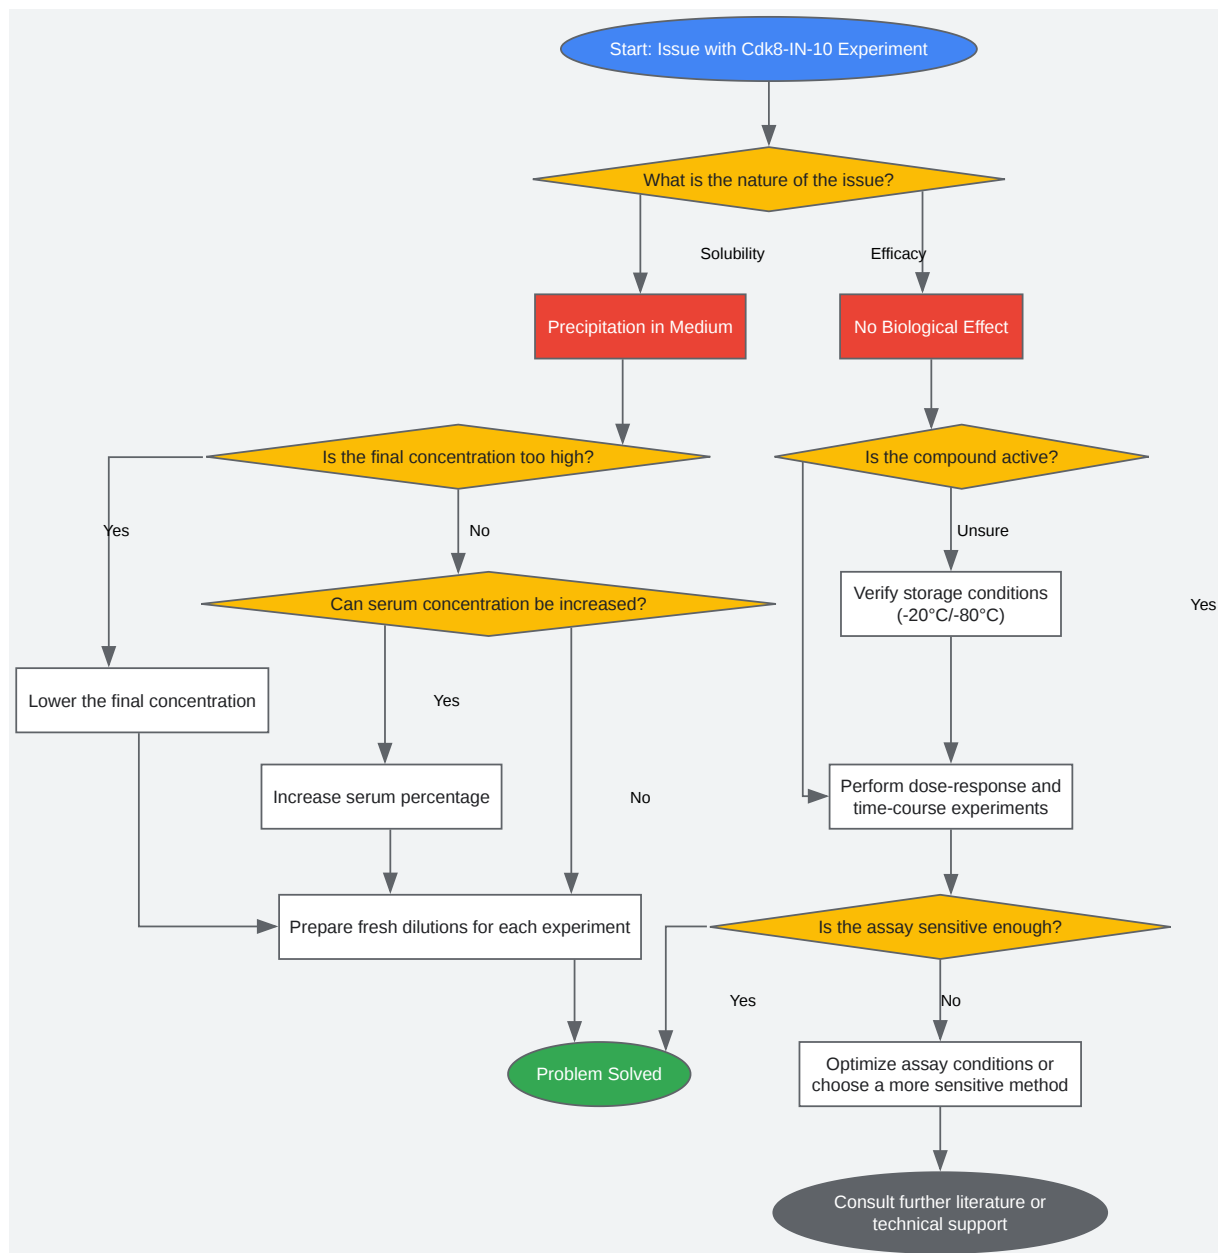 Start: Issue with Cdk8-IN-10 Experiment
What is the nature of the issue?
Solubility
Efficacy
Precipitation in Medium
No Biological Effect
Is the final concentration too high?
Is the compound active?
Yes
No
Unsure
Can serum concentration be increased?
Verify storage conditions
(-20°C/-80°C)
Yes
Lower the final concentration
Yes
Increase serum percentage
No
Perform dose-response and
time-course experiments
Prepare fresh dilutions for each experiment
Is the assay sensitive enough?
Yes
No
Problem Solved
Optimize assay conditions or
choose a more sensitive method
Consult further literature or
technical support